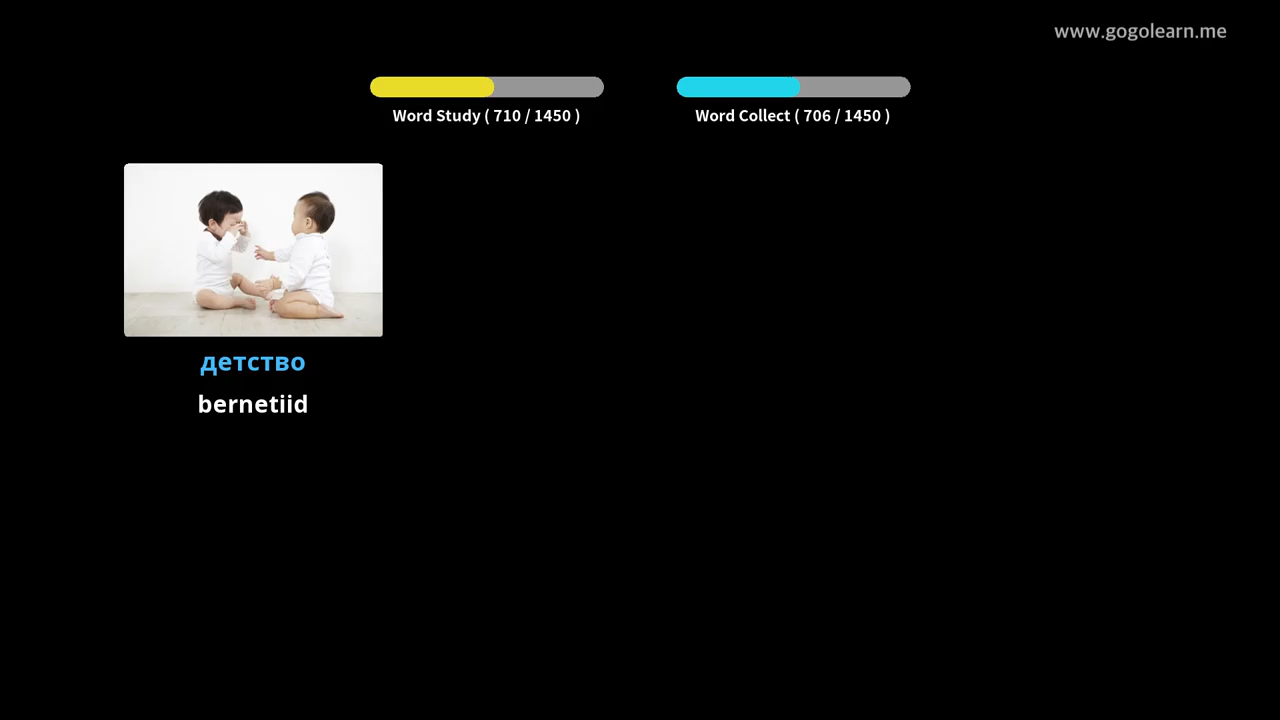 www.gogolearn.me
Word Study ( 710 / 1450 )
Word Collect ( 706 / 1450 )
детство
bernetiid